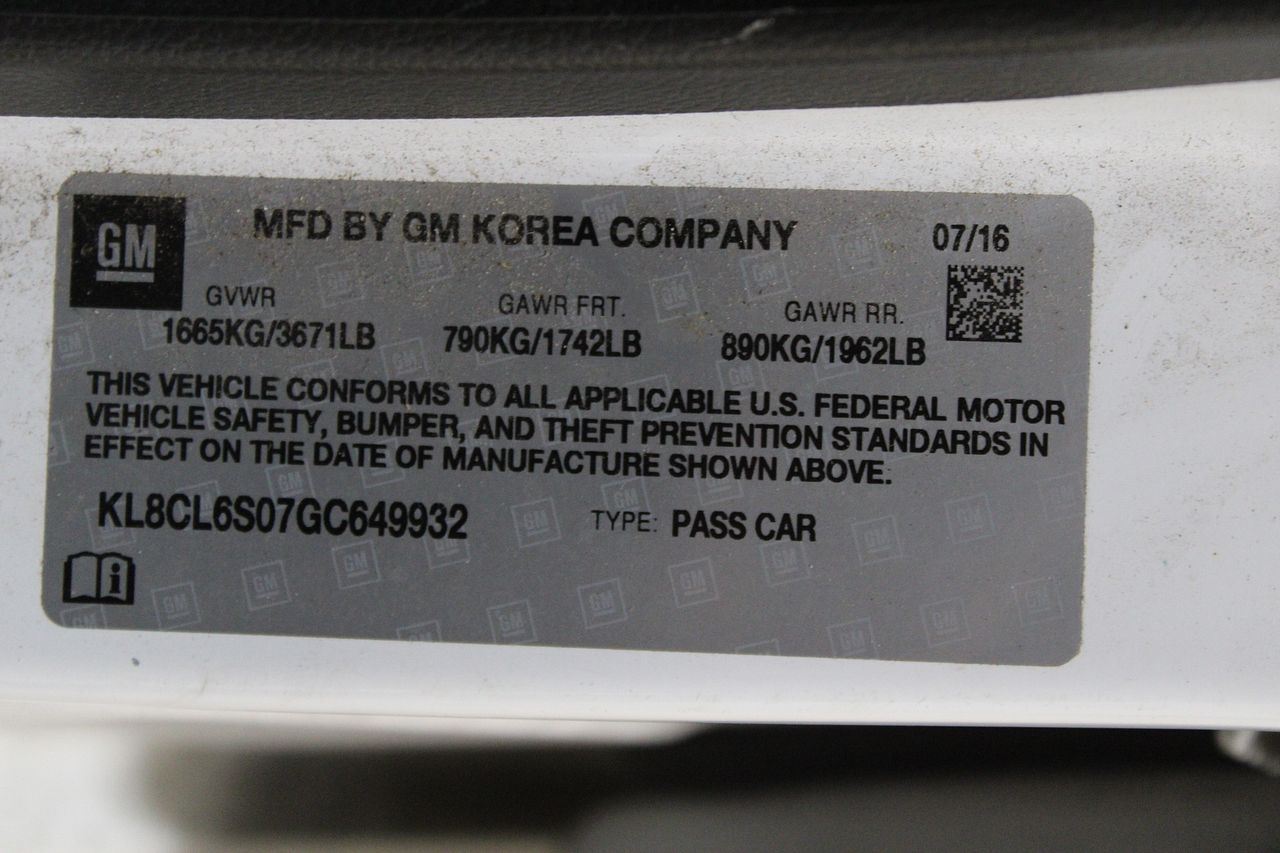 GM MFD BY GM KOREA COMPANY 07/16
GVWR GAWR FRT. GAWR RR.
1665KG/3671LB 790KG/1742LB 890KG/1962LB
THIS VEHICLE CONFORMS TO ALL APPLICABLE U.S. FEDERAL MOTOR
VEHICLE SAFETY, BUMPER, AND THEFT PREVENTION STANDARDS IN
EFFECT ON THE DATE OF MANUFACTURE SHOWN ABOVE.
KL8CL6S07GC649932 TYPE: PASS CAR